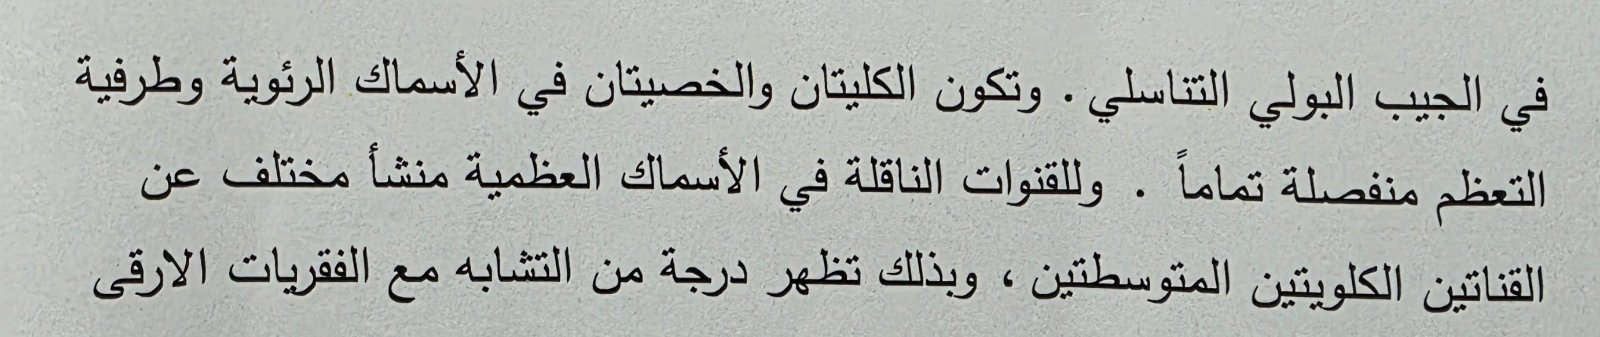 في الجيب البولي التتاسلي . وتكون الكليتان والخصيتان في الأسماك الرئوية وطرفية
التعظم منفصلة تماماً . وللقنوات الناقلة في الأسماك العظمية منشأ مختلف عن
القناتين الكلويتين المتوسطتين ، وبذلك تظهر درجة من التشابه مع الفقريات الارقى